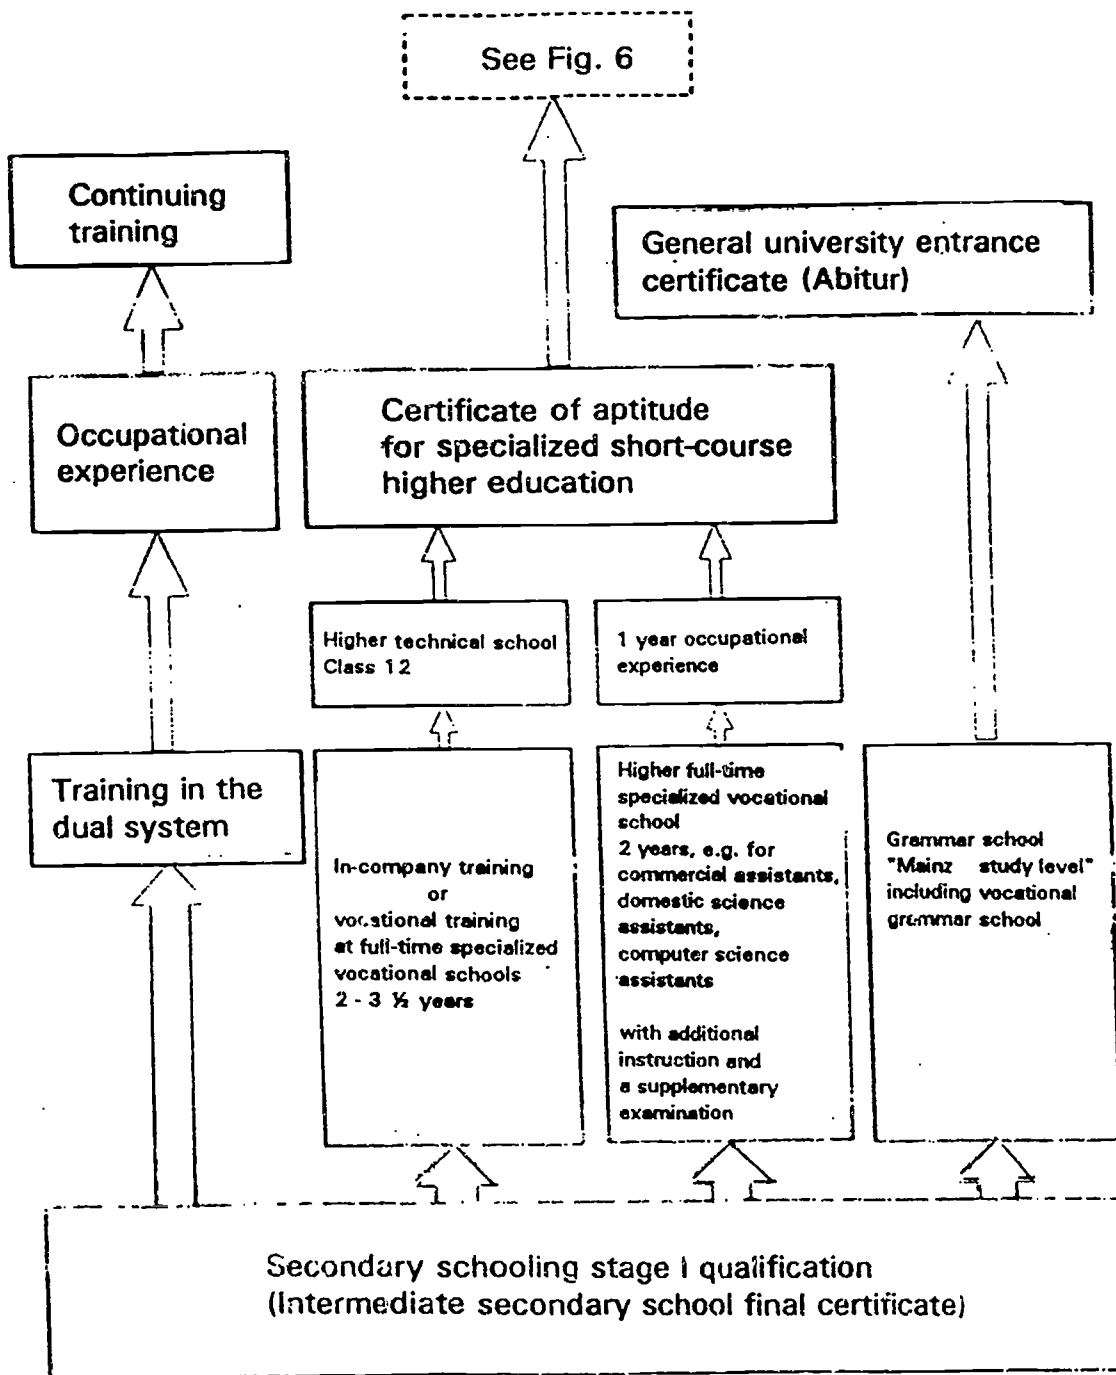 See Fig. 6
Continuing
training
General university entrance
certificate (Abitur)
Occupational
experience
Certificate of aptitude
for specialized short-course
higher education
Higher technical school
Class 12
1 year occupational
experience
Training in the
dual system
In-company training
or
vocational training
at full-time specialized
vocational schools
2 - 3 ½ years
Higher full-time
specialized vocational
school
2 years, e.g. for
commercial assistants,
domestic science
assistants,
computer science
assistants
with additional
instruction and
a supplementary
examination
Grammar school
"Mainz study level"
including vocational
grammar school
Secondary schooling stage I qualification
(Intermediate secondary school final certificate)